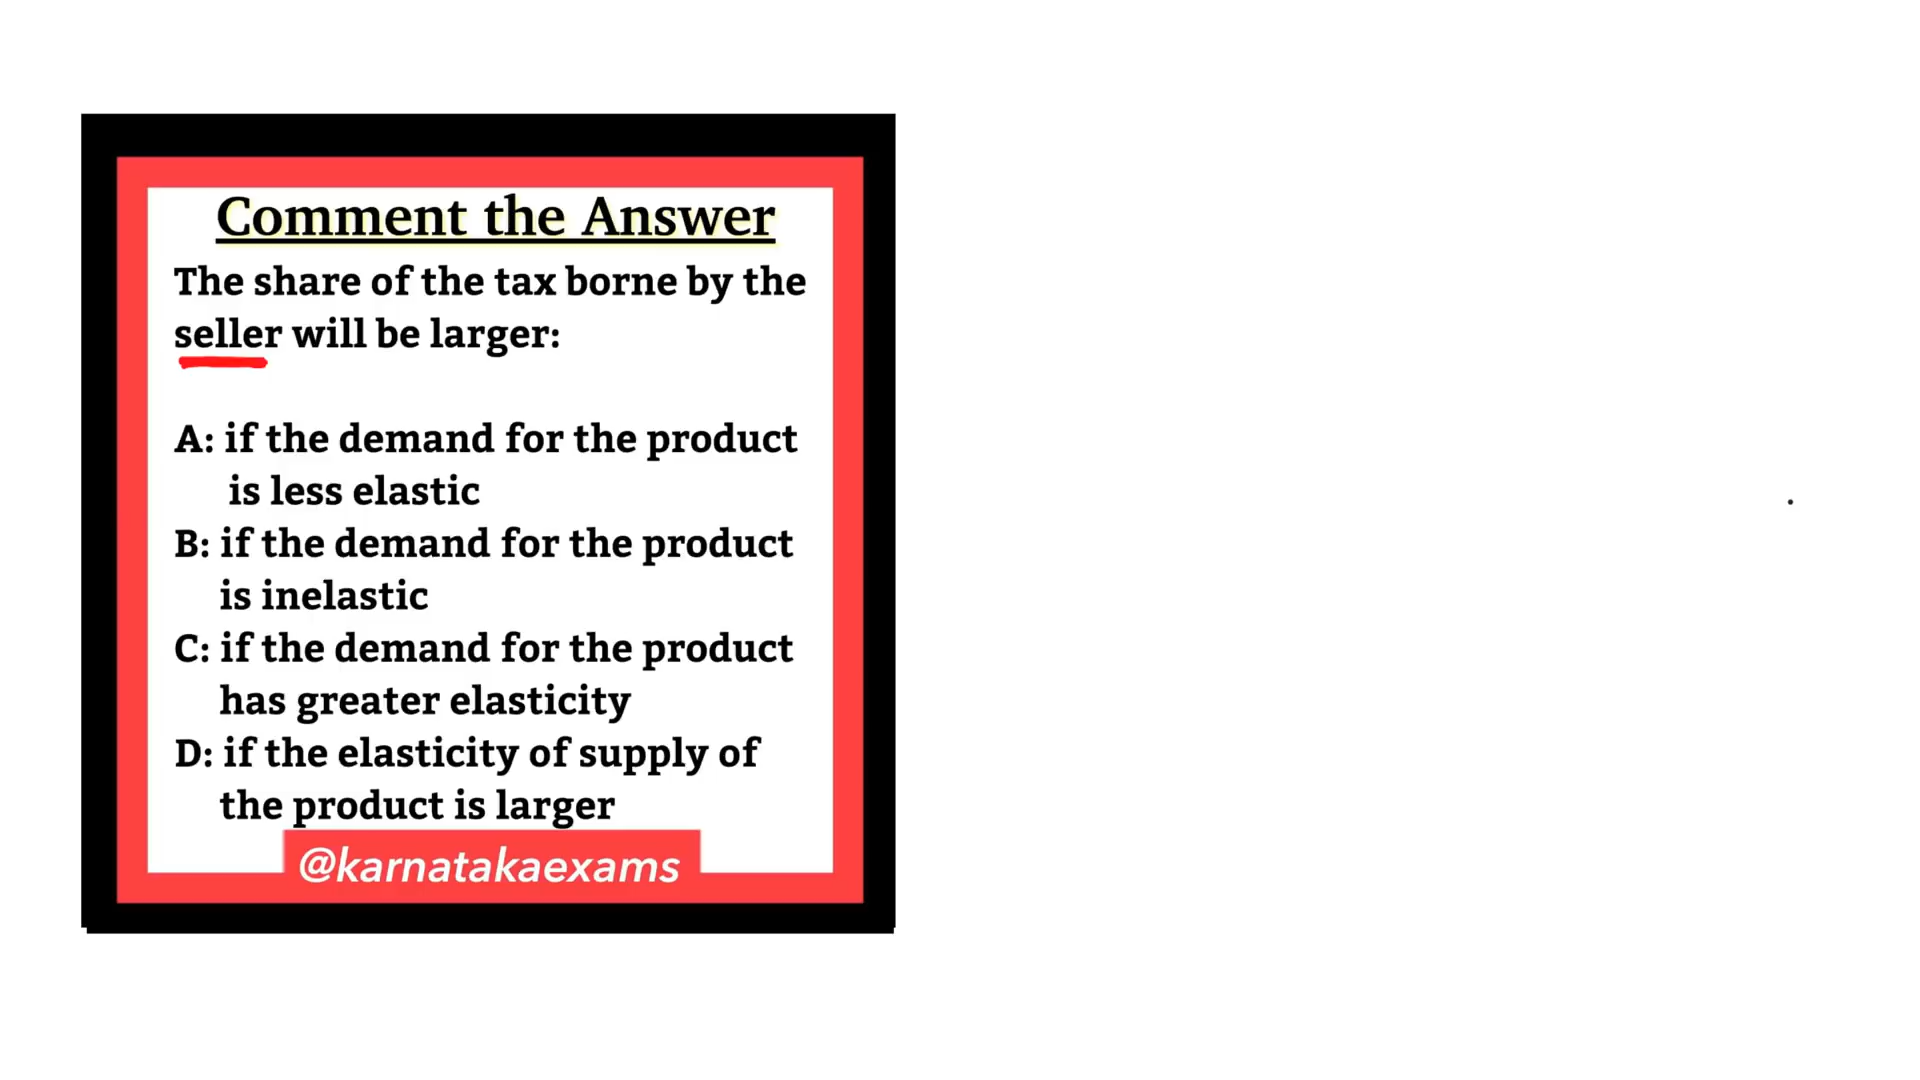 Comment the Answer
The share of the tax borne by the
seller will be larger:
A: if the demand for the product
is less elastic
B: if the demand for the product
is inelastic
C: if the demand for the product
has greater elasticity
D: if the elasticity of supply of
the product is larger
@karnatakaexams